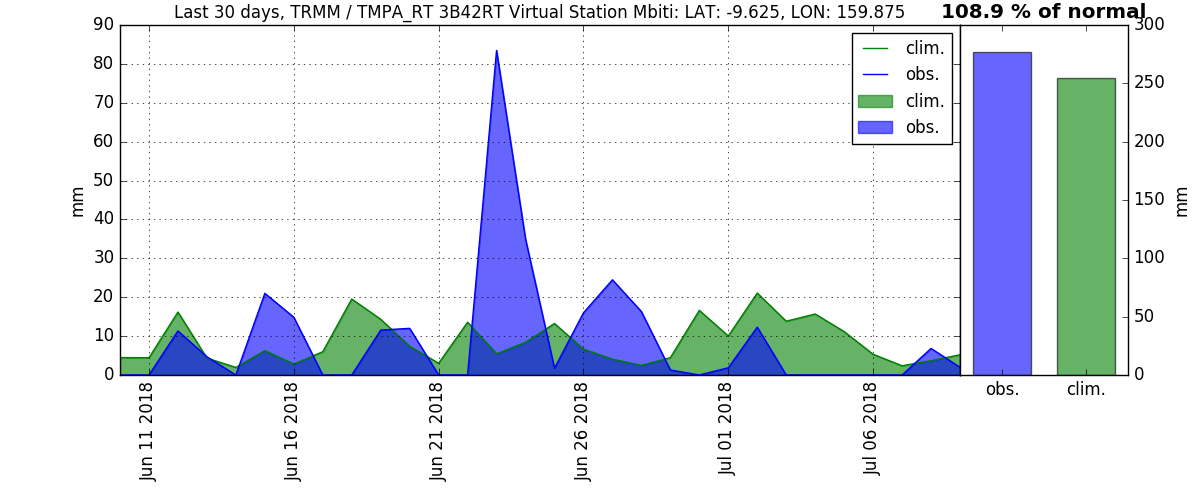 Last 30 days, TRMM / TMPA_RT 3B42RT Virtual Station Mbiti: LAT: -9.625, LON: 159.875
108.9 % of normal
90
80
70
60
50
40
30
20
10
0
mm
clim.
obs.
clim.
obs.
Jun 11 2018
Jun 16 2018
Jun 21 2018
Jun 26 2018
Jul 01 2018
Jul 06 2018
300
250
200
150
100
50
0
mm
obs.
clim.